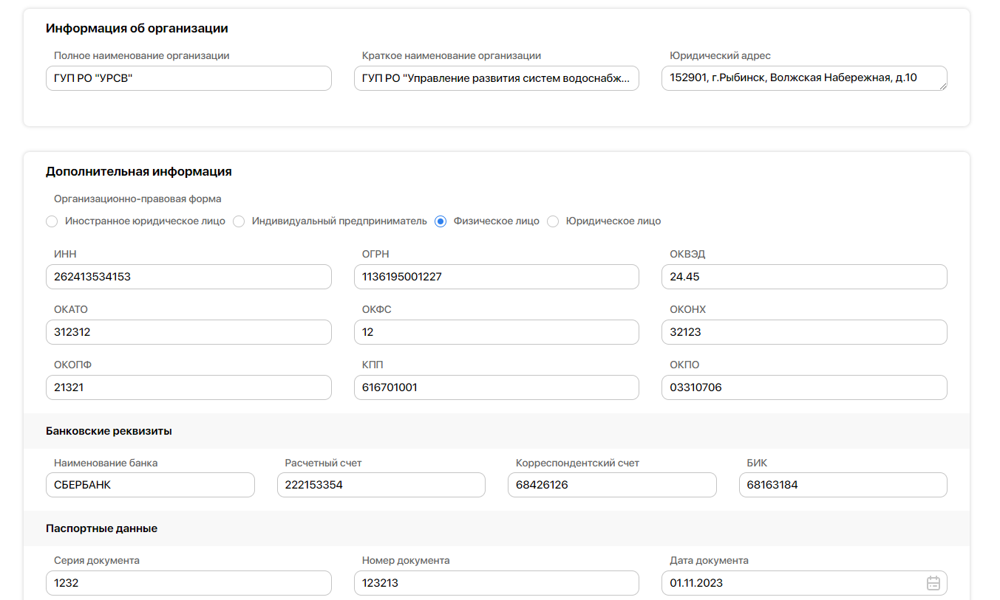 Информация об организации
Полное наименование организации Краткое наименование организации Юридический адрес
ГУП РО "УРСВ" ГУП РО "Управление развития систем водоснабж... 152901, г.Рыбинск, Волжская Набережная, д.10
Дополнительная информация
Организационно-правовая форма
Иностранное юридическое лицо Индивидуальный предприниматель Физическое лицо Юридическое лицо
ИНН ОГРН ОКВЭД
262413534153 1136195001227 24.45
ОКАТО ОКФС ОКОНХ
312312 12 32123
ОКОПФ КПП ОКПО
21321 616701001 03310706
Банковские реквизиты
Наименование банка Расчетный счет Корреспондентский счет БИК
СБЕРБАНК 222153354 68426126 68163184
Паспортные данные
Серия документа Номер документа Дата документа
1232 123213 01.11.2023